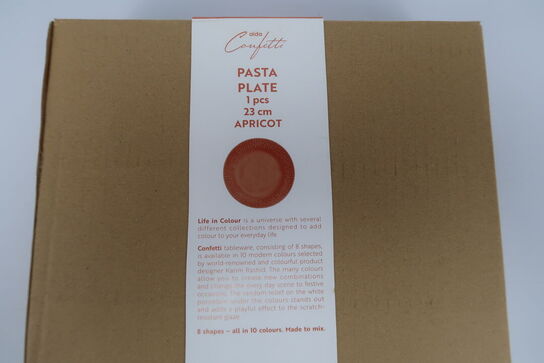 aida
Confetti
PASTA
PLATE
1 pcs
23 cm
APRICOT
Life in Colour is a universe with several
different collections designed to add
colour to your everyday life
Confetti tableware, consisting of 8 shapes,
is available in 10 modern colours selected
by world-renowned and colourful product
designer Karim Rashid. The many colours
allow you to create new combinations
and change the every day scene to festive
occasions. The random relief on the white
porcelain under the colours stands out
and adds a playful effect to the scratch-
resistant glaze.
8 shapes – all in 10 colours. Made to mix.